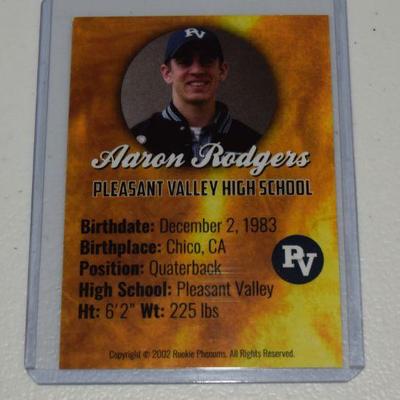 PV
Aaron Rodgers
PLEASANT VALLEY HIGH SCHOOL
Birthdate: December 2, 1983
Birthplace: Chico, CA
Position: Quaterback
High School: Pleasant Valley
Ht: 6'2" Wt: 225 lbs
PV
Copyright © 2002 Rookie Phenoms. All Rights Reserved.